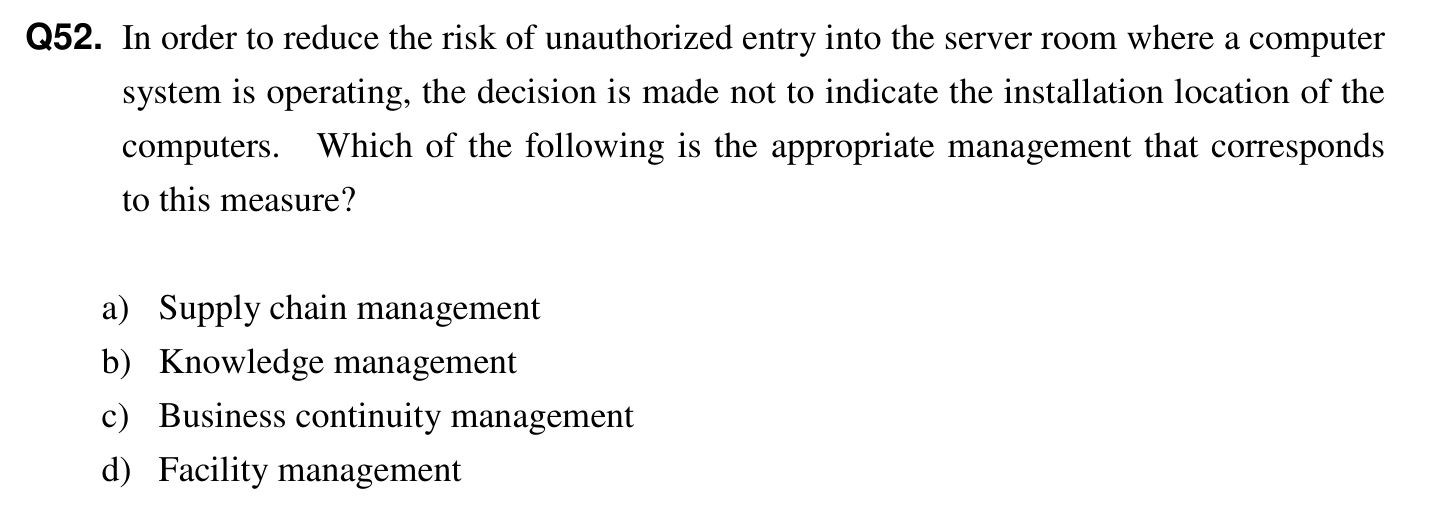 Q52. In order to reduce the risk of unauthorized entry into the server room where a computer
system is operating, the decision is made not to indicate the installation location of the
computers. Which of the following is the appropriate management that corresponds
to this measure?
a) Supply chain management
b) Knowledge management
c) Business continuity management
d) Facility management